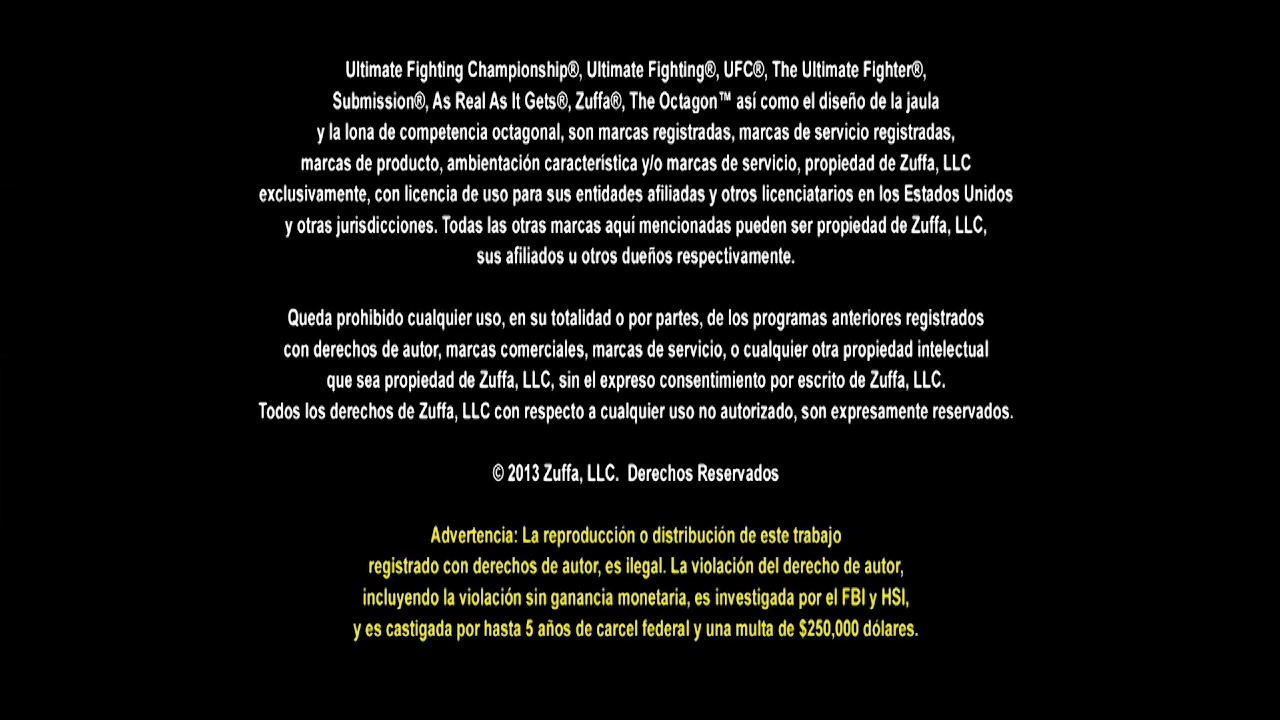 Ultimate Fighting Championship®, Ultimate Fighting®, UFC®, The Ultimate Fighter®,
Submission®, As Real As It Gets®, Zuffa®, The Octagon™ así como el diseño de la jaula
y la lona de competencia octagonal, son marcas registradas, marcas de servicio registradas,
marcas de producto, ambientación característica y/o marcas de servicio, propiedad de Zuffa, LLC
exclusivamente, con licencia de uso para sus entidades afiliadas y otros licenciatarios en los Estados Unidos
y otras jurisdicciones. Todas las otras marcas aquí mencionadas pueden ser propiedad de Zuffa, LLC,
sus afiliados u otros dueños respectivamente.
Queda prohibido cualquier uso, en su totalidad o por partes, de los programas anteriores registrados
con derechos de autor, marcas comerciales, marcas de servicio, o cualquier otra propiedad intelectual
que sea propiedad de Zuffa, LLC, sin el expreso consentimiento por escrito de Zuffa, LLC.
Todos los derechos de Zuffa, LLC con respecto a cualquier uso no autorizado, son expresamente reservados.
© 2013 Zuffa, LLC.  Derechos Reservados
Advertencia: La reproducción o distribución de este trabajo
registrado con derechos de autor, es ilegal. La violación del derecho de autor,
incluyendo la violación sin ganancia monetaria, es investigada por el FBI y HSI,
y es castigada por hasta 5 años de carcel federal y una multa de $250,000 dólares.